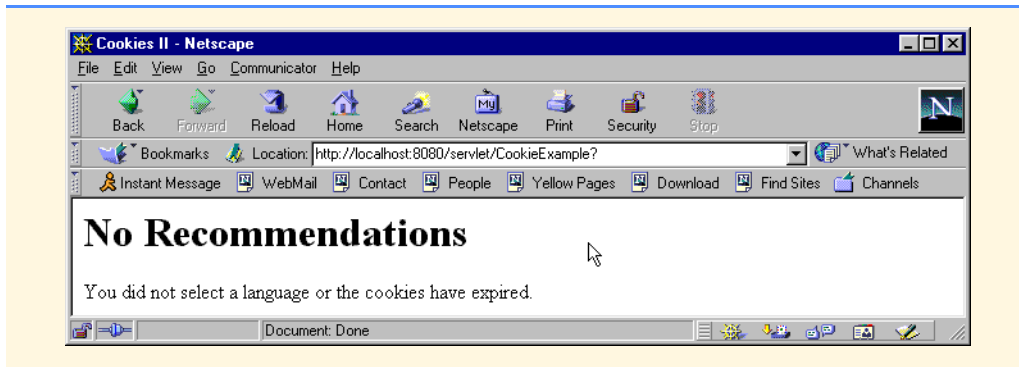 Cookies II - Netscape
File Edit View Go Communicator Help
Back Forward Reload Home Search Netscape Print Security Stop
My
N
Bookmarks Location: http://localhost:8080/servlet/CookieExample? What's Related
Instant Message WebMail Contact People Yellow Pages Download Find Sites Channels
No Recommendations
You did not select a language or the cookies have expired.
Document: Done